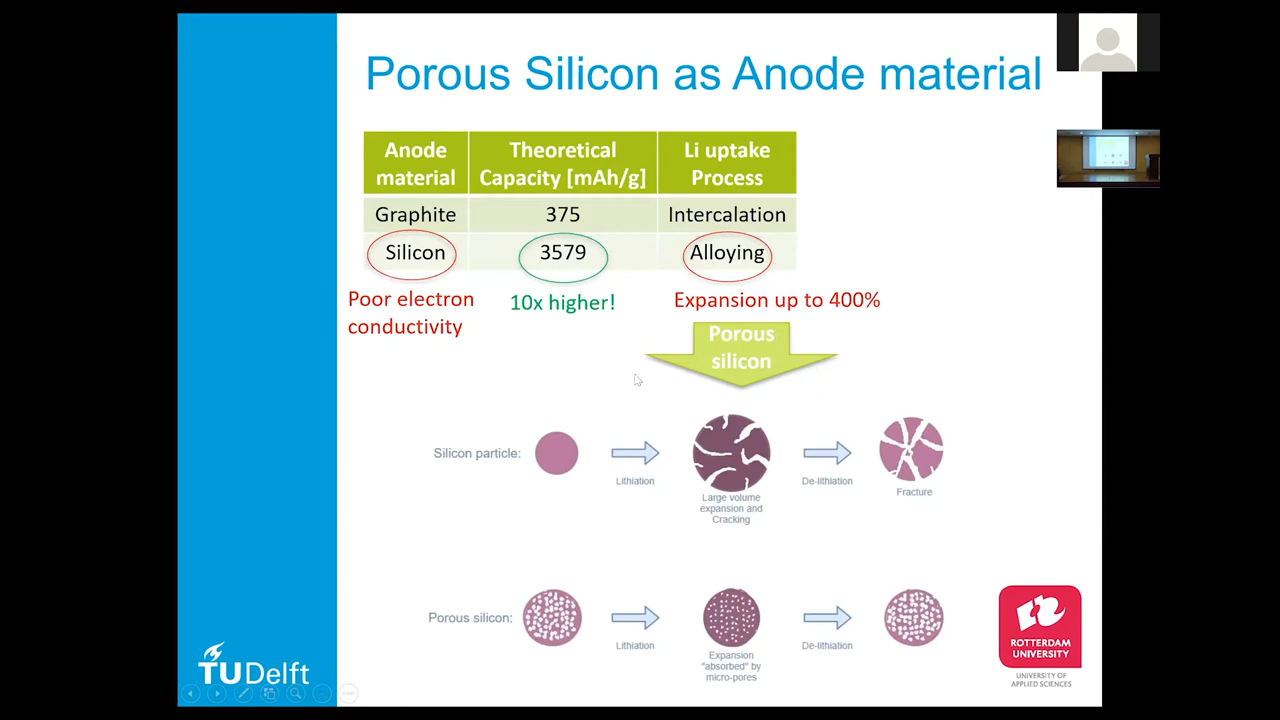 Porous Silicon as Anode material
Anode
material
Theoretical
Capacity [mAh/g]
Li uptake
Process
Graphite
375
Intercalation
Silicon
3579
Alloying
Poor electron
conductivity
10x higher!
Expansion up to 400%
Porous
silicon
Silicon particle:
Lithiation
Large volume
expansion and
Cracking
De-lithiation
Fracture
Porous silicon:
Lithiation
Expansion
"absorbed" by
micro-pores
De-lithiation
TU Delft
ROTTERDAM
UNIVERSITY
UNIVERSITY OF
APPLIED SCIENCES